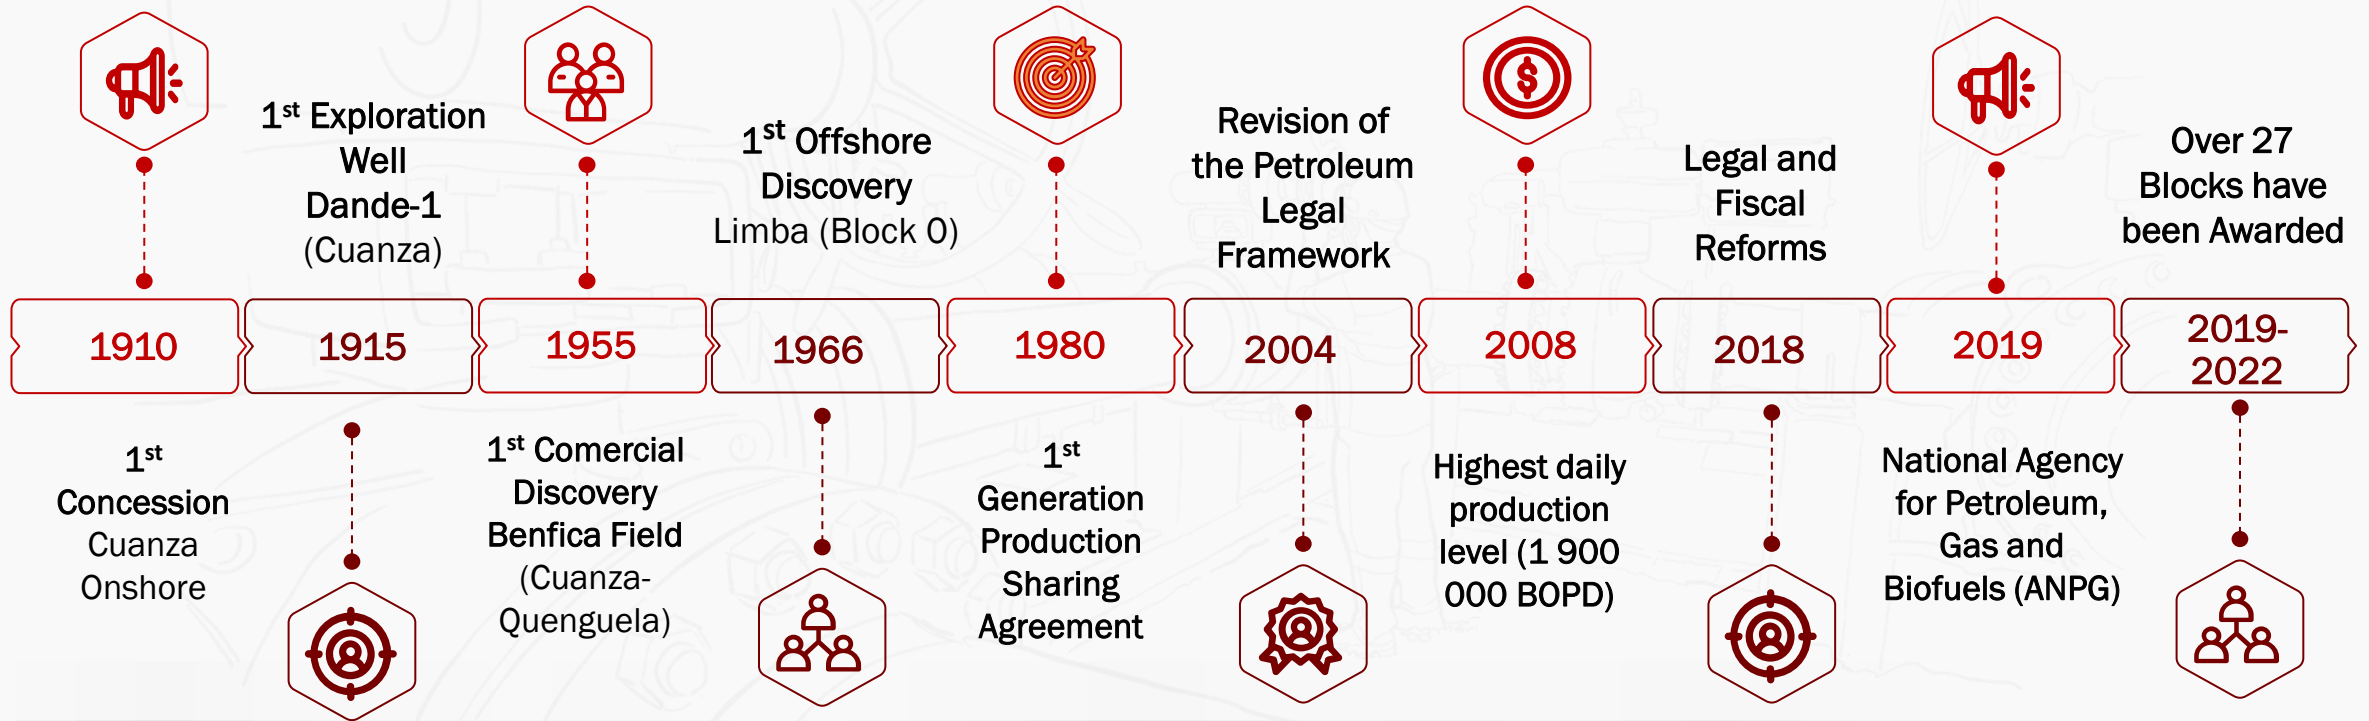 1st
Concession
Cuanza
Onshore
1910
1st Exploration
Well
Dande-1
(Cuanza)
1915
1955
1st Comercial
Discovery
Benfica Field
(Cuanza-
Quenguela)
1st Offshore
Discovery
Limba (Block 0)
1966
1980
1st
Generation
Production
Sharing
Agreement
Revision of
the Petroleum
Legal
Framework
2004
$
2008
Highest daily
production
level (1 900
000 BOPD)
Legal and
Fiscal
Reforms
2018
2019
National Agency
for Petroleum,
Gas and
Biofuels (ANPG)
Over 27
Blocks have
been Awarded
2019-
2022